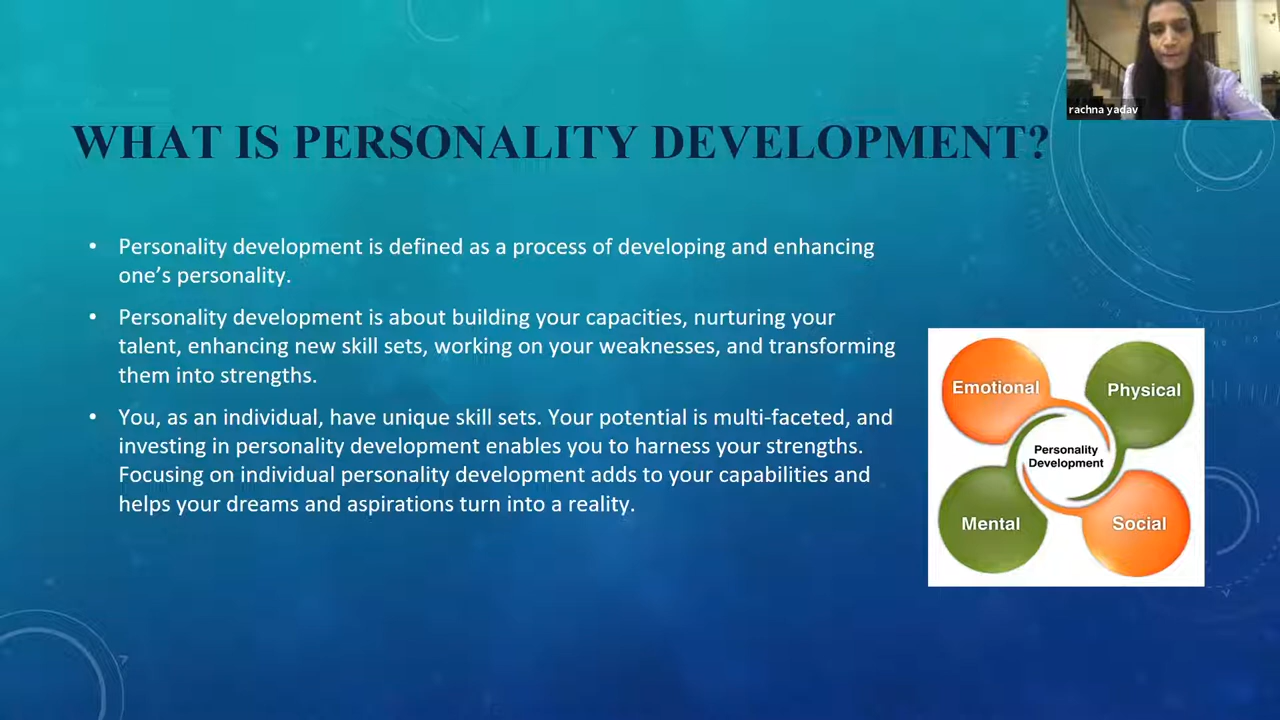 rachna yadav
WHAT IS PERSONALITY DEVELOPMENT?
• Personality development is defined as a process of developing and enhancing
one’s personality.
• Personality development is about building your capacities, nurturing your
talent, enhancing new skill sets, working on your weaknesses, and transforming
them into strengths.
• You, as an individual, have unique skill sets. Your potential is multi-faceted, and
investing in personality development enables you to harness your strengths.
Focusing on individual personality development adds to your capabilities and
helps your dreams and aspirations turn into a reality.
Emotional
Physical
Personality
Development
Mental
Social